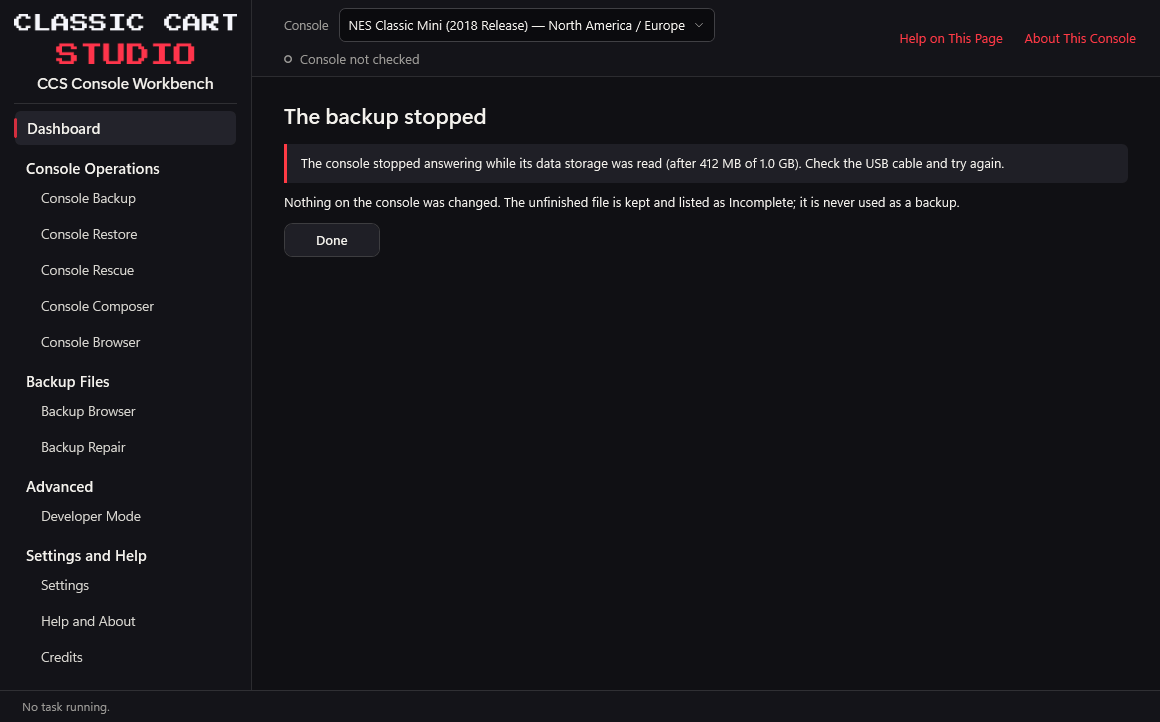 CLASSIC CART
STUDIO
CCS Console Workbench
Dashboard
Console Operations
Console Backup
Console Restore
Console Rescue
Console Composer
Console Browser
Backup Files
Backup Browser
Backup Repair
Advanced
Developer Mode
Settings and Help
Settings
Help and About
Credits
Console
NES Classic Mini (2018 Release) — North America / Europe
Console not checked
Help on This Page
About This Console
The backup stopped
The console stopped answering while its data storage was read (after 412 MB of 1.0 GB). Check the USB cable and try again.
Nothing on the console was changed. The unfinished file is kept and listed as Incomplete; it is never used as a backup.
Done
No task running.